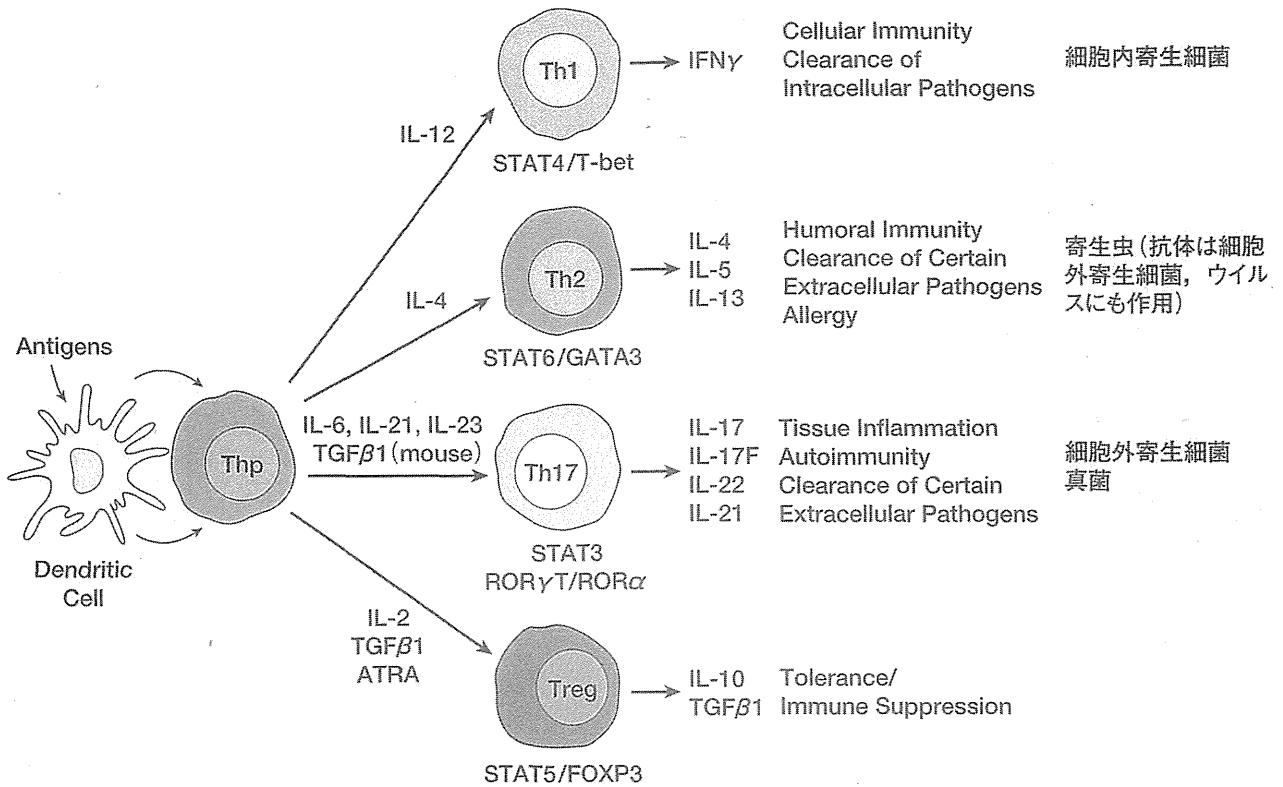 Antigens
Dendritic
Cell
Thp
IL-12
Th1
STAT4/T-bet
IFNγ
Cellular Immunity
Clearance of
Intracellular Pathogens
細胞内寄生細菌
IL-4
Th2
STAT6/GATA3
IL-4
IL-5
IL-13
Humoral Immunity
Clearance of Certain
Extracellular Pathogens
Allergy
寄生虫(抗体は細胞
外寄生細菌，ウイル
スにも作用)
IL-6, IL-21, IL-23
TGFβ1(mouse)
Th17
STAT3
RORγT/RORα
IL-17
IL-17F
IL-22
IL-21
Tissue Inflammation
Autoimmunity
Clearance of Certain
Extracellular Pathogens
細胞外寄生細菌
真菌
IL-2
TGFβ1
ATRA
Treg
STAT5/FOXP3
IL-10
TGFβ1
Tolerance/
Immune Suppression